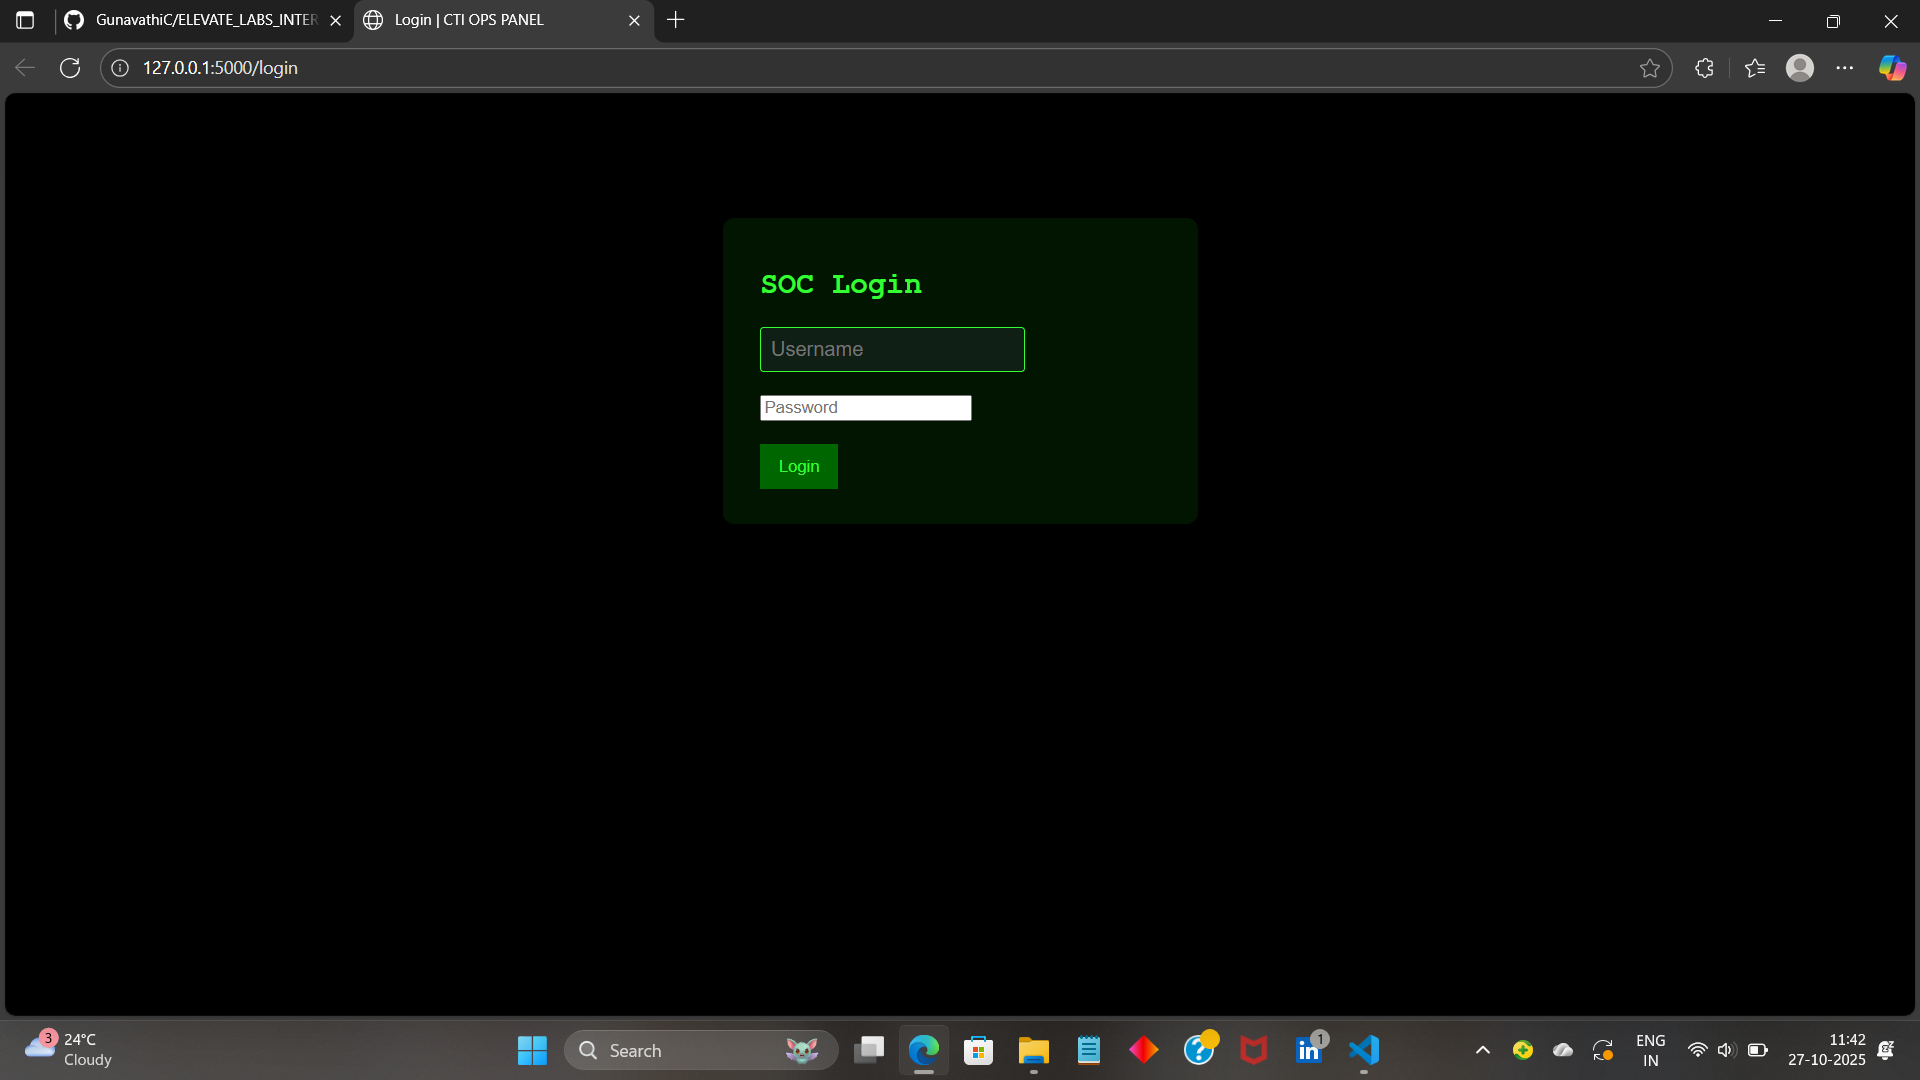 GunavathiC/ELEVATE_LABS_INTER
Login | CTI OPS PANEL
127.0.0.1:5000/login
SOC Login
Username
Password
Login
3
24°C
Cloudy
Search
in
1
ENG
IN
11:42
27-10-2025